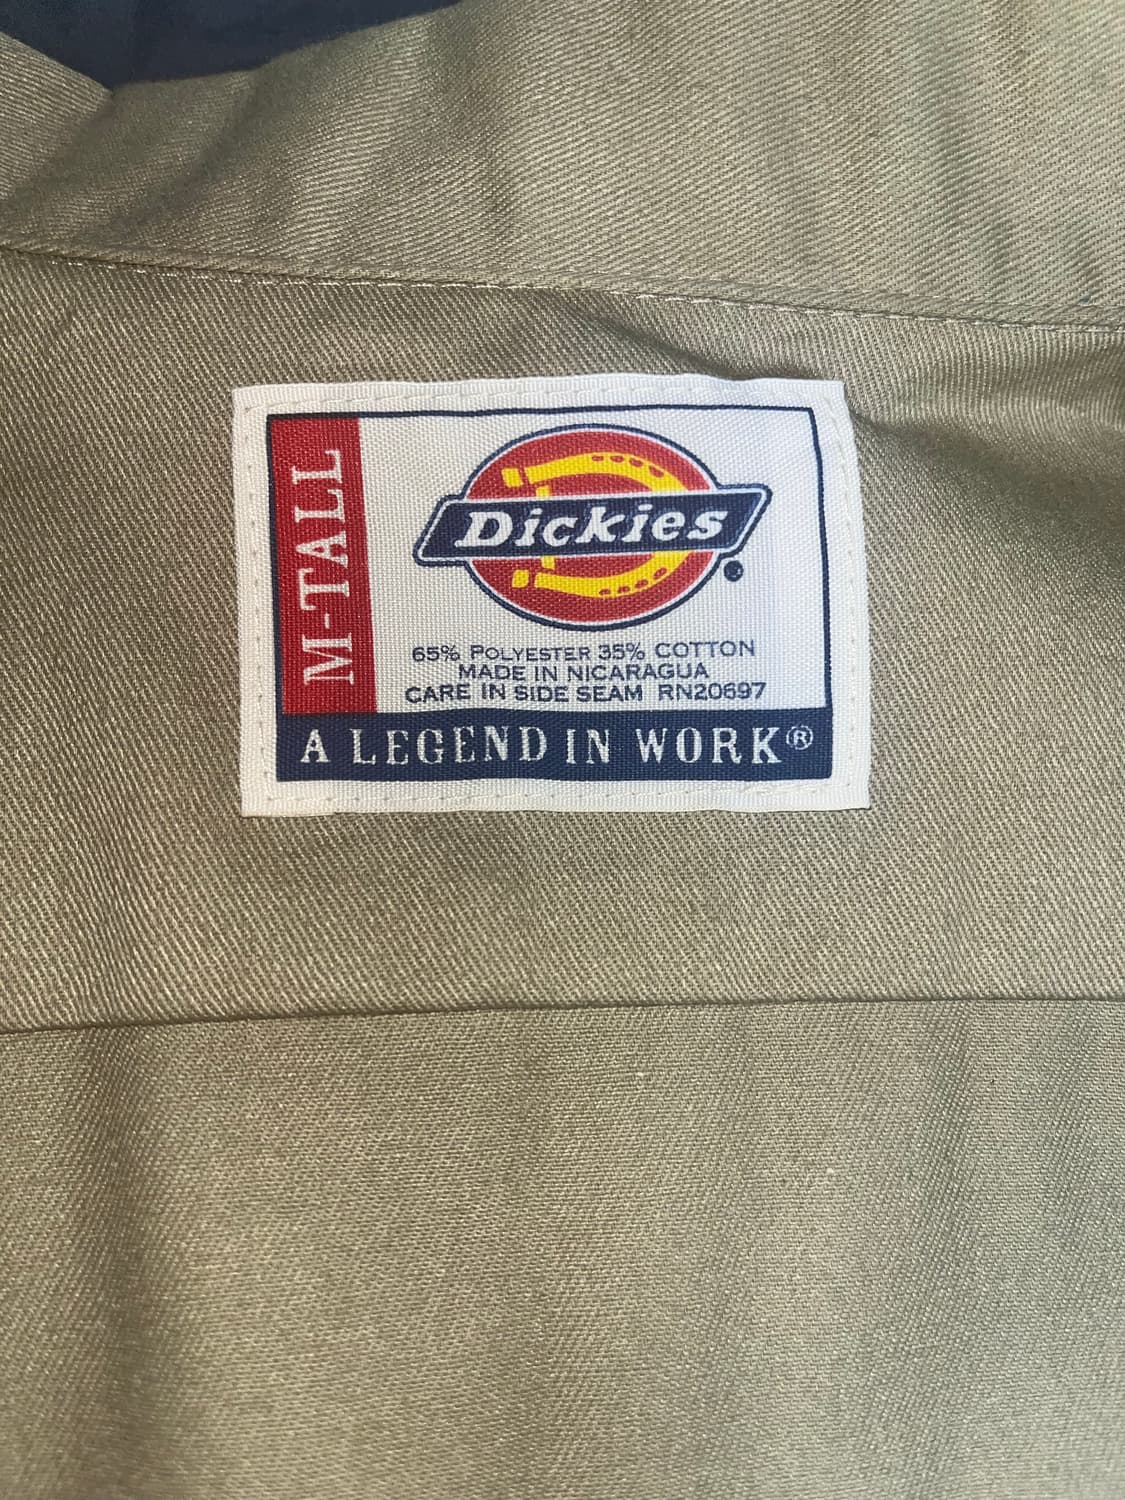 M-TALL
Dickies
65% POLYESTER 35% COTTON
MADE IN NICARAGUA
CARE IN SIDE SEAM RN20697
A LEGEND IN WORK®